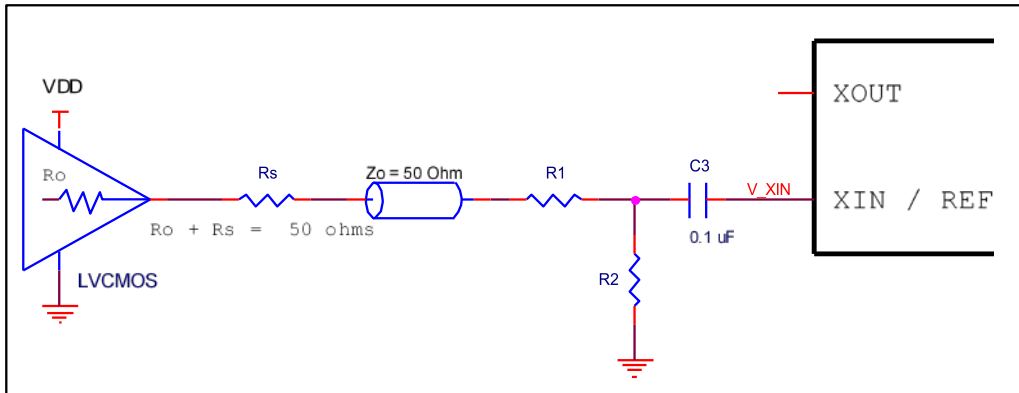 VDD
Ro
Rs
Zo = 50 Ohm
R1
C3
XOUT
V_XIN
XIN / REF
Ro + Rs = 50 ohms
0.1 uF
LVCMOS
R2